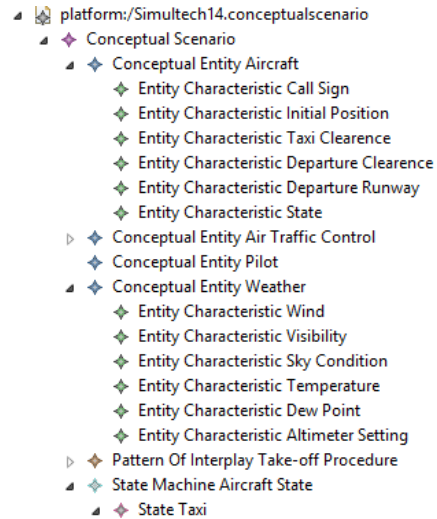 platform:/Simultech14.conceptualscenario
Conceptual Scenario
Conceptual Entity Aircraft
Entity Characteristic Call Sign
Entity Characteristic Initial Position
Entity Characteristic Taxi Clearence
Entity Characteristic Departure Clearence
Entity Characteristic Departure Runway
Entity Characteristic State
Conceptual Entity Air Traffic Control
Conceptual Entity Pilot
Conceptual Entity Weather
Entity Characteristic Wind
Entity Characteristic Visibility
Entity Characteristic Sky Condition
Entity Characteristic Temperature
Entity Characteristic Dew Point
Entity Characteristic Altimeter Setting
Pattern Of Interplay Take-off Procedure
State Machine Aircraft State
State Taxi